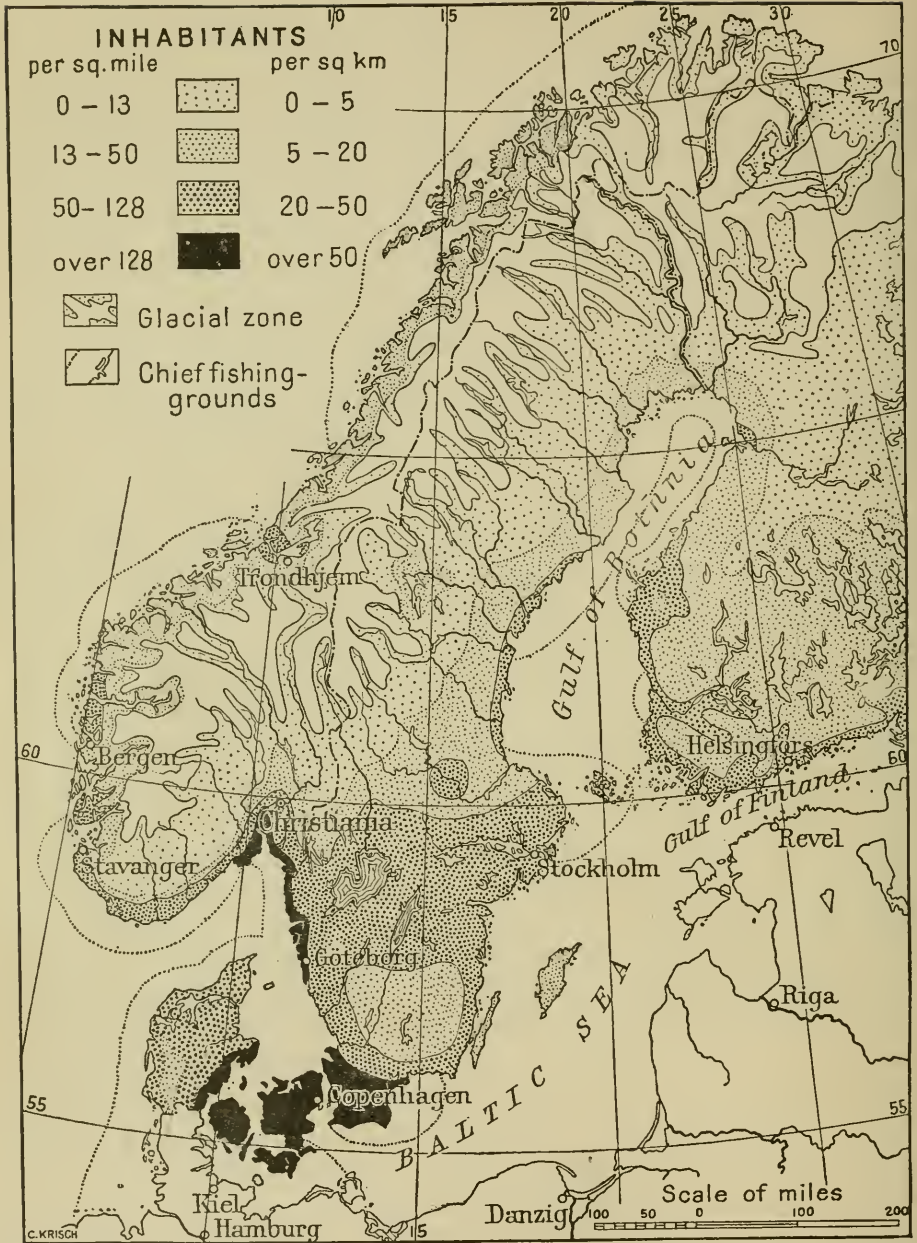 10 15 20 25 30
INHABITANTS
per sq. mile per sq km
0 – 13 0 – 5
13 – 50 5 – 20
50 – 128 20 – 50
over 128 over 50
Glacial zone
Chief fishing-
grounds
70
Trondhjem
Gulf of Botnia
60
Bergen
Helsingfors
60
Gulf of Finland
Christiania
Revel
Stavanger
Stockholm
Göteborg
Riga
BALTIC SEA
Copenhagen
55
55
Kiel
Hamburg
15
Danzig
Scale of miles
100 50 0 100 200
C. KRISCH